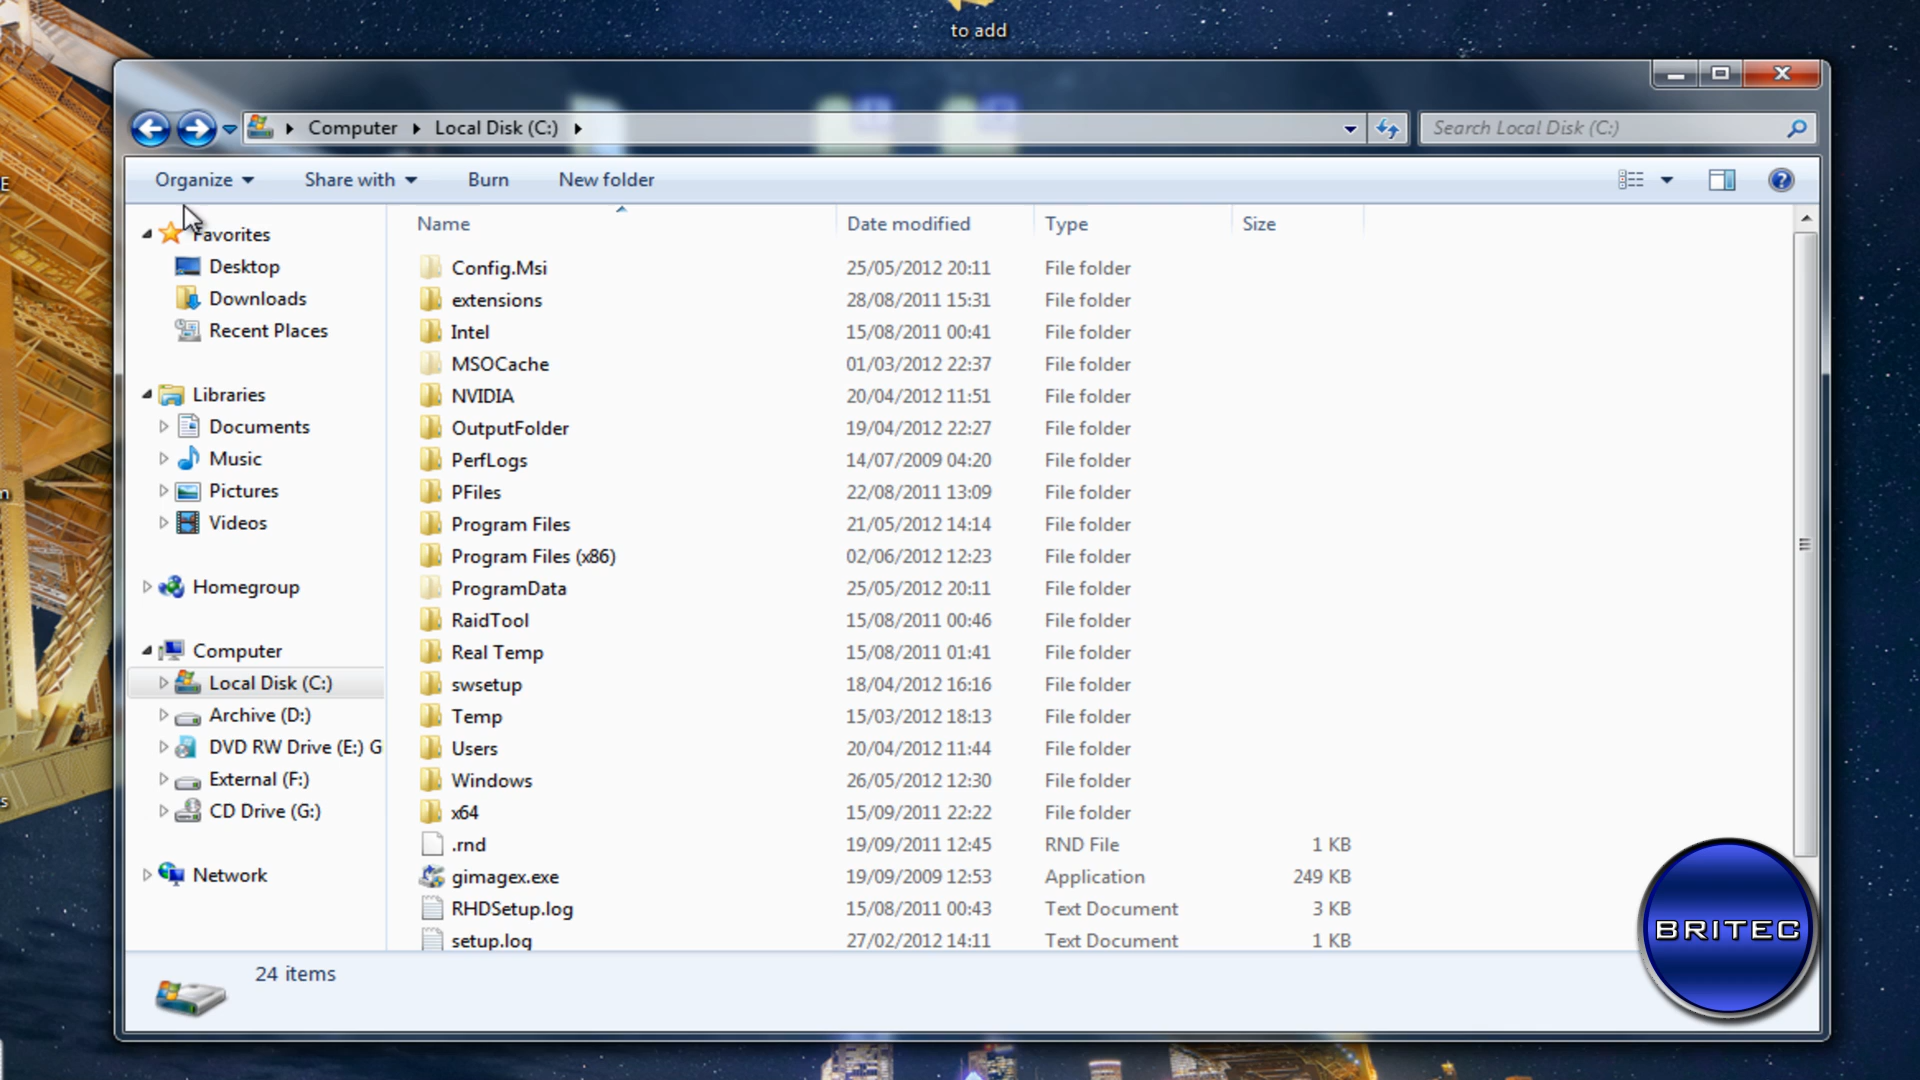 to add
Computer Local Disk (C:)
Search Local Disk (C:)
Organize Share with Burn New folder
Name Date modified Type Size
Favorites
Desktop
Downloads
Recent Places
Libraries
Documents
Music
Pictures
Videos
Homegroup
Computer
Local Disk (C:)
Archive (D:)
DVD RW Drive (E:) G
External (F:)
CD Drive (G:)
Network
Config.Msi 25/05/2012 20:11 File folder
extensions 28/08/2011 15:31 File folder
Intel 15/08/2011 00:41 File folder
MSOCache 01/03/2012 22:37 File folder
NVIDIA 20/04/2012 11:51 File folder
OutputFolder 19/04/2012 22:27 File folder
PerfLogs 14/07/2009 04:20 File folder
PFiles 22/08/2011 13:09 File folder
Program Files 21/05/2012 14:14 File folder
Program Files (x86) 02/06/2012 12:23 File folder
ProgramData 25/05/2012 20:11 File folder
RaidTool 15/08/2011 00:46 File folder
Real Temp 15/08/2011 01:41 File folder
swsetup 18/04/2012 16:16 File folder
Temp 15/03/2012 18:13 File folder
Users 20/04/2012 11:44 File folder
Windows 26/05/2012 12:30 File folder
x64 15/09/2011 22:22 File folder
.rnd 19/09/2011 12:45 RND File 1 KB
gimagex.exe 19/09/2009 12:53 Application 249 KB
RHDSetup.log 15/08/2011 00:43 Text Document 3 KB
setup.log 27/02/2012 14:11 Text Document 1 KB
24 items
BRITEC